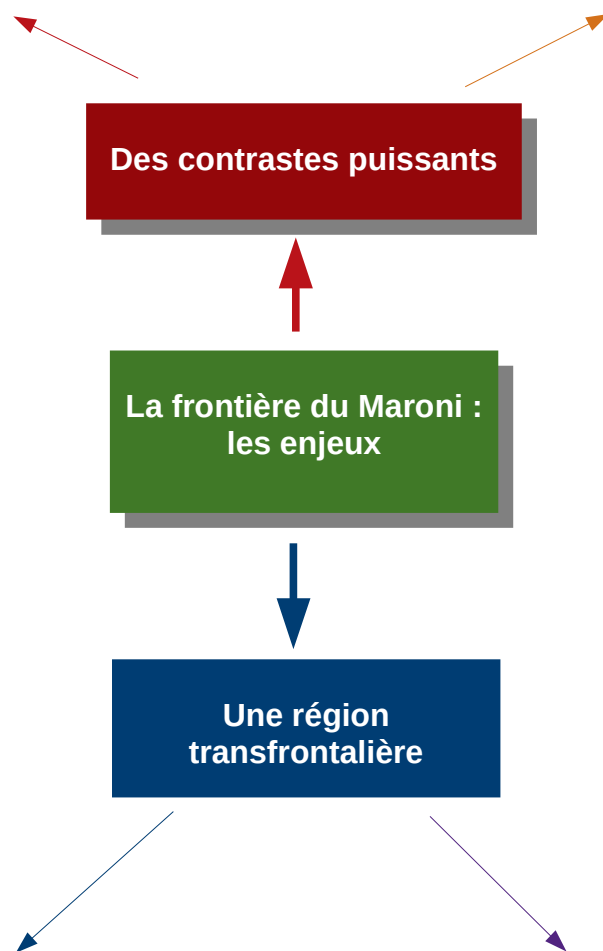 Des contrastes puissants
La frontière du Maroni :
les enjeux
Une région
transfrontalière